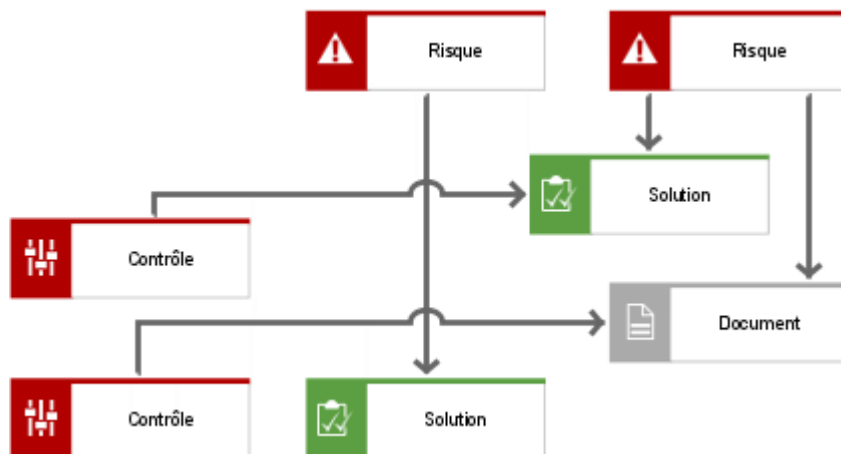 Risque
Risque
Solution
Contrôle
Document
Contrôle
Solution